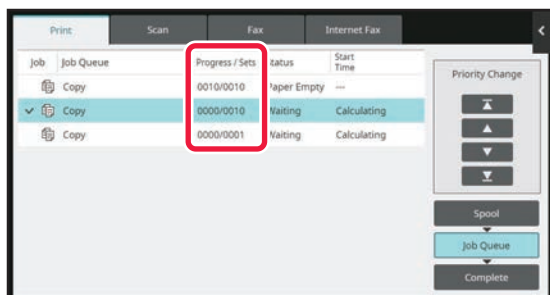 Print Scan Fax Internet Fax
Job Job Queue Progress / Sets Status Start Time Priority Change
Copy 0010/0010 Paper Empty ---
Copy 0000/0010 Waiting Calculating
Copy 0000/0001 Waiting Calculating
Spool
Job Queue
Complete